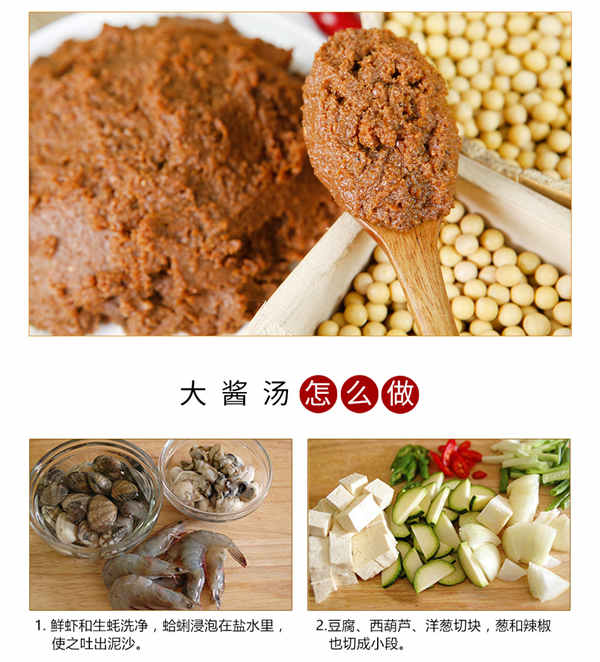 大酱汤怎么做
1. 鲜虾和生蚝洗净，蛤蜊浸泡在盐水里，
使之吐出泥沙。
2.豆腐、西葫芦、洋葱切块，葱和辣椒
也切成小段。